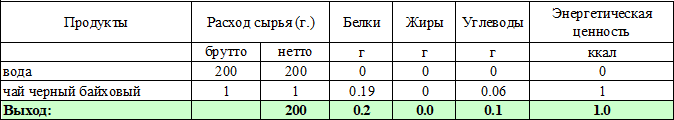 Продукты Расход сырья (г.) Белки Жиры Углеводы Энергетическая ценность
брутто нетто г г г ккал
вода 200 200 0 0 0 0
чай черный байховый 1 1 0.19 0 0.06 1
Выход: 200 0.2 0.0 0.1 1.0